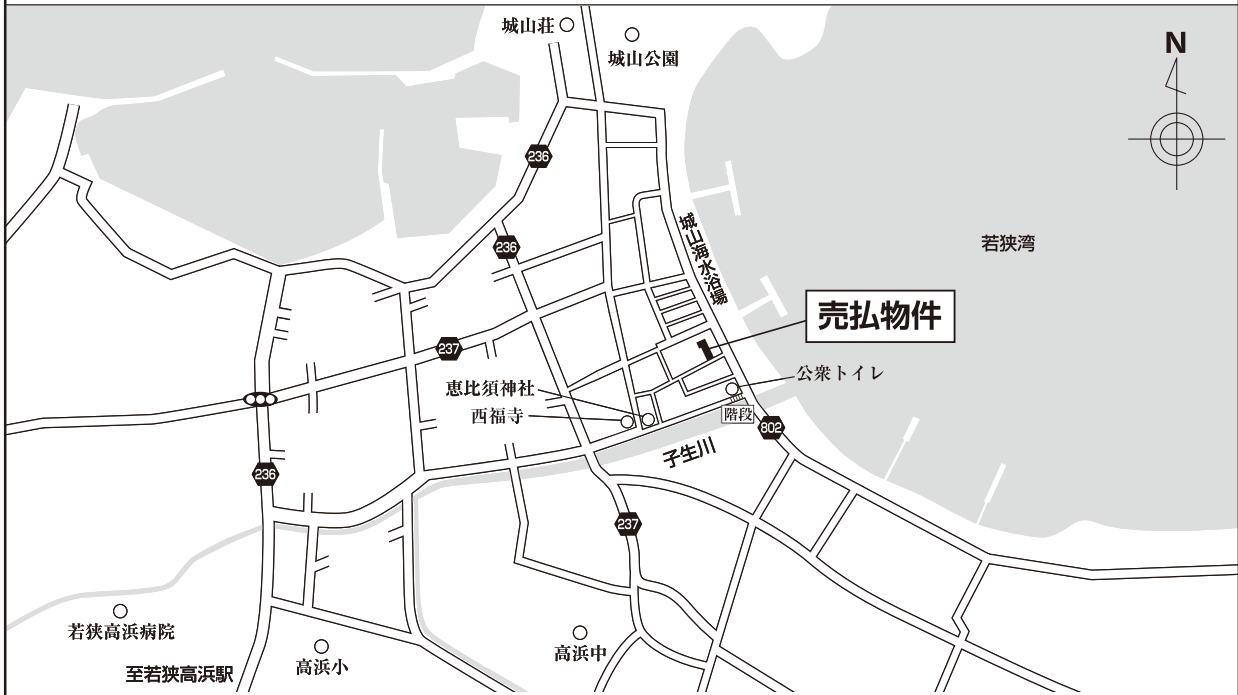 城山荘
城山公園
N
236
236
城山海水浴場
若狭湾
売払物件
237
公衆トイレ
恵比須神社
西福寺
階段
802
子生川
236
237
若狭高浜病院
高浜小
高浜中
至若狭高浜駅